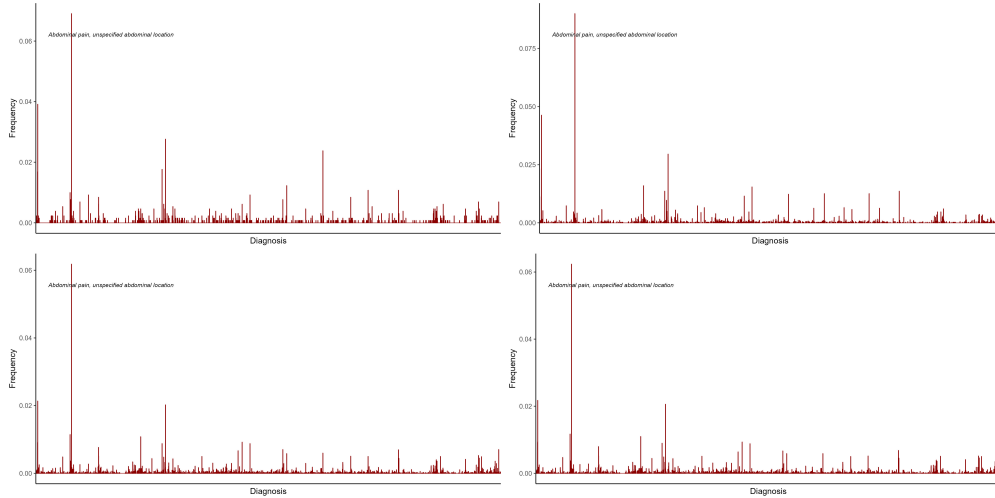 Abdominal pain, unspecified abdominal location
0.06
0.04
0.02
0.00
Frequency
Diagnosis
Abdominal pain, unspecified abdominal location
0.075
0.050
0.025
0.000
Frequency
Diagnosis
Abdominal pain, unspecified abdominal location
0.06
0.04
0.02
0.00
Frequency
Diagnosis
Abdominal pain, unspecified abdominal location
0.06
0.04
0.02
0.00
Frequency
Diagnosis